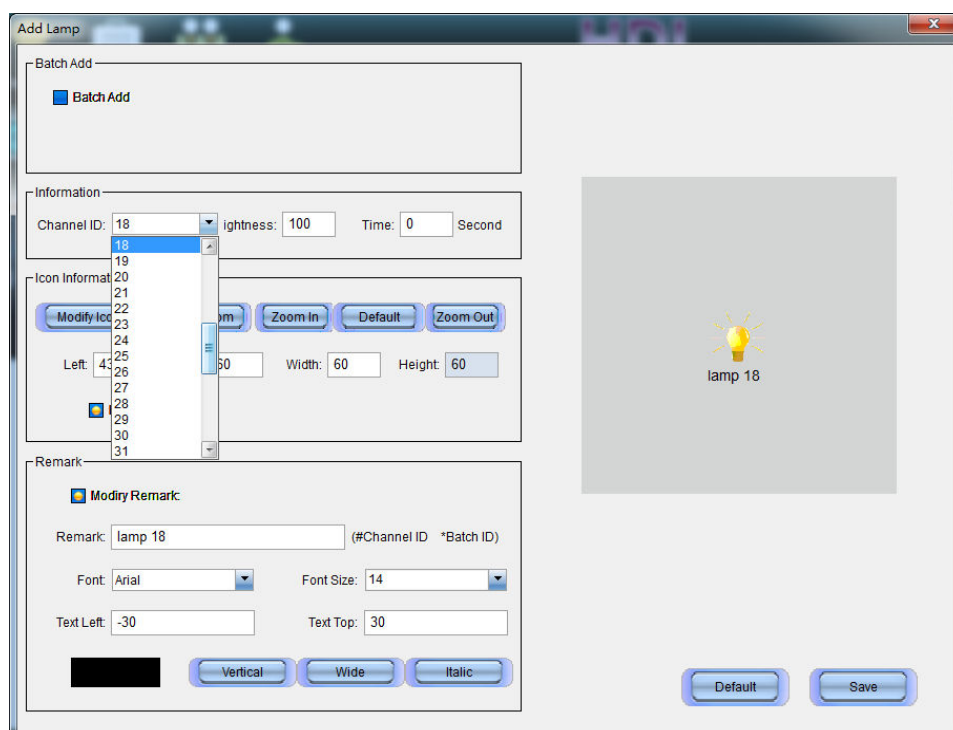 Add Lamp
HDL
Batch Add
Batch Add
Information
Channel ID: 18 ightness: 100 Time: 0 Second
18
19
20
21
22
23
24
25
26
27
28
29
30
31
Icon Informat
Modify Ico om Zoom In Default Zoom Out
Left: 43 60 Width: 60 Height: 60
lamp 18
Remark
Modiry Remark:
Remark: lamp 18 (#Channel ID *Batch ID)
Font: Arial Font Size: 14
Text Left: -30 Text Top: 30
Vertical Wide Italic
Default Save